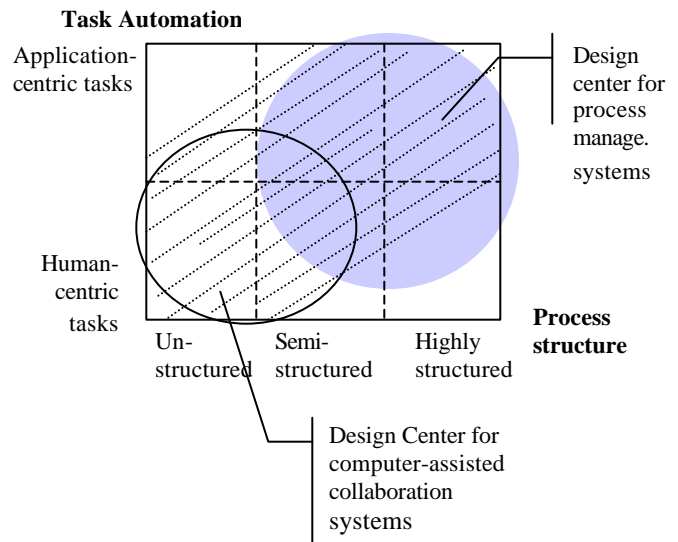 Task Automation
Application-
centric tasks
Design
center for
process
manage.
systems
Human-
centric
tasks
Process
structure
Un-
structured
Semi-
structured
Highly
structured
Design Center for
computer-assisted
collaboration
systems